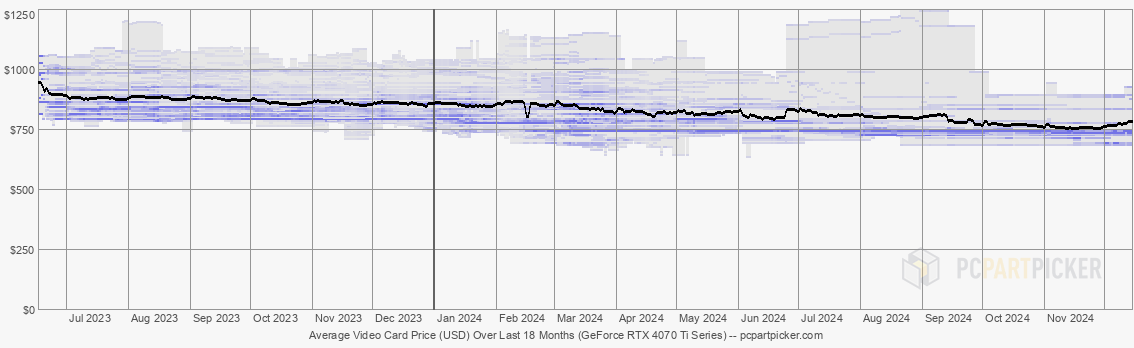 $1250
$1000
$750
$500
$250
$0
PCPARTPICKER
Jul 2023 Aug 2023 Sep 2023 Oct 2023 Nov 2023 Dec 2023 Jan 2024 Feb 2024 Mar 2024 Apr 2024 May 2024 Jun 2024 Jul 2024 Aug 2024 Sep 2024 Oct 2024 Nov 2024
Average Video Card Price (USD) Over Last 18 Months (GeForce RTX 4070 Ti Series) -- pcpartpicker.com